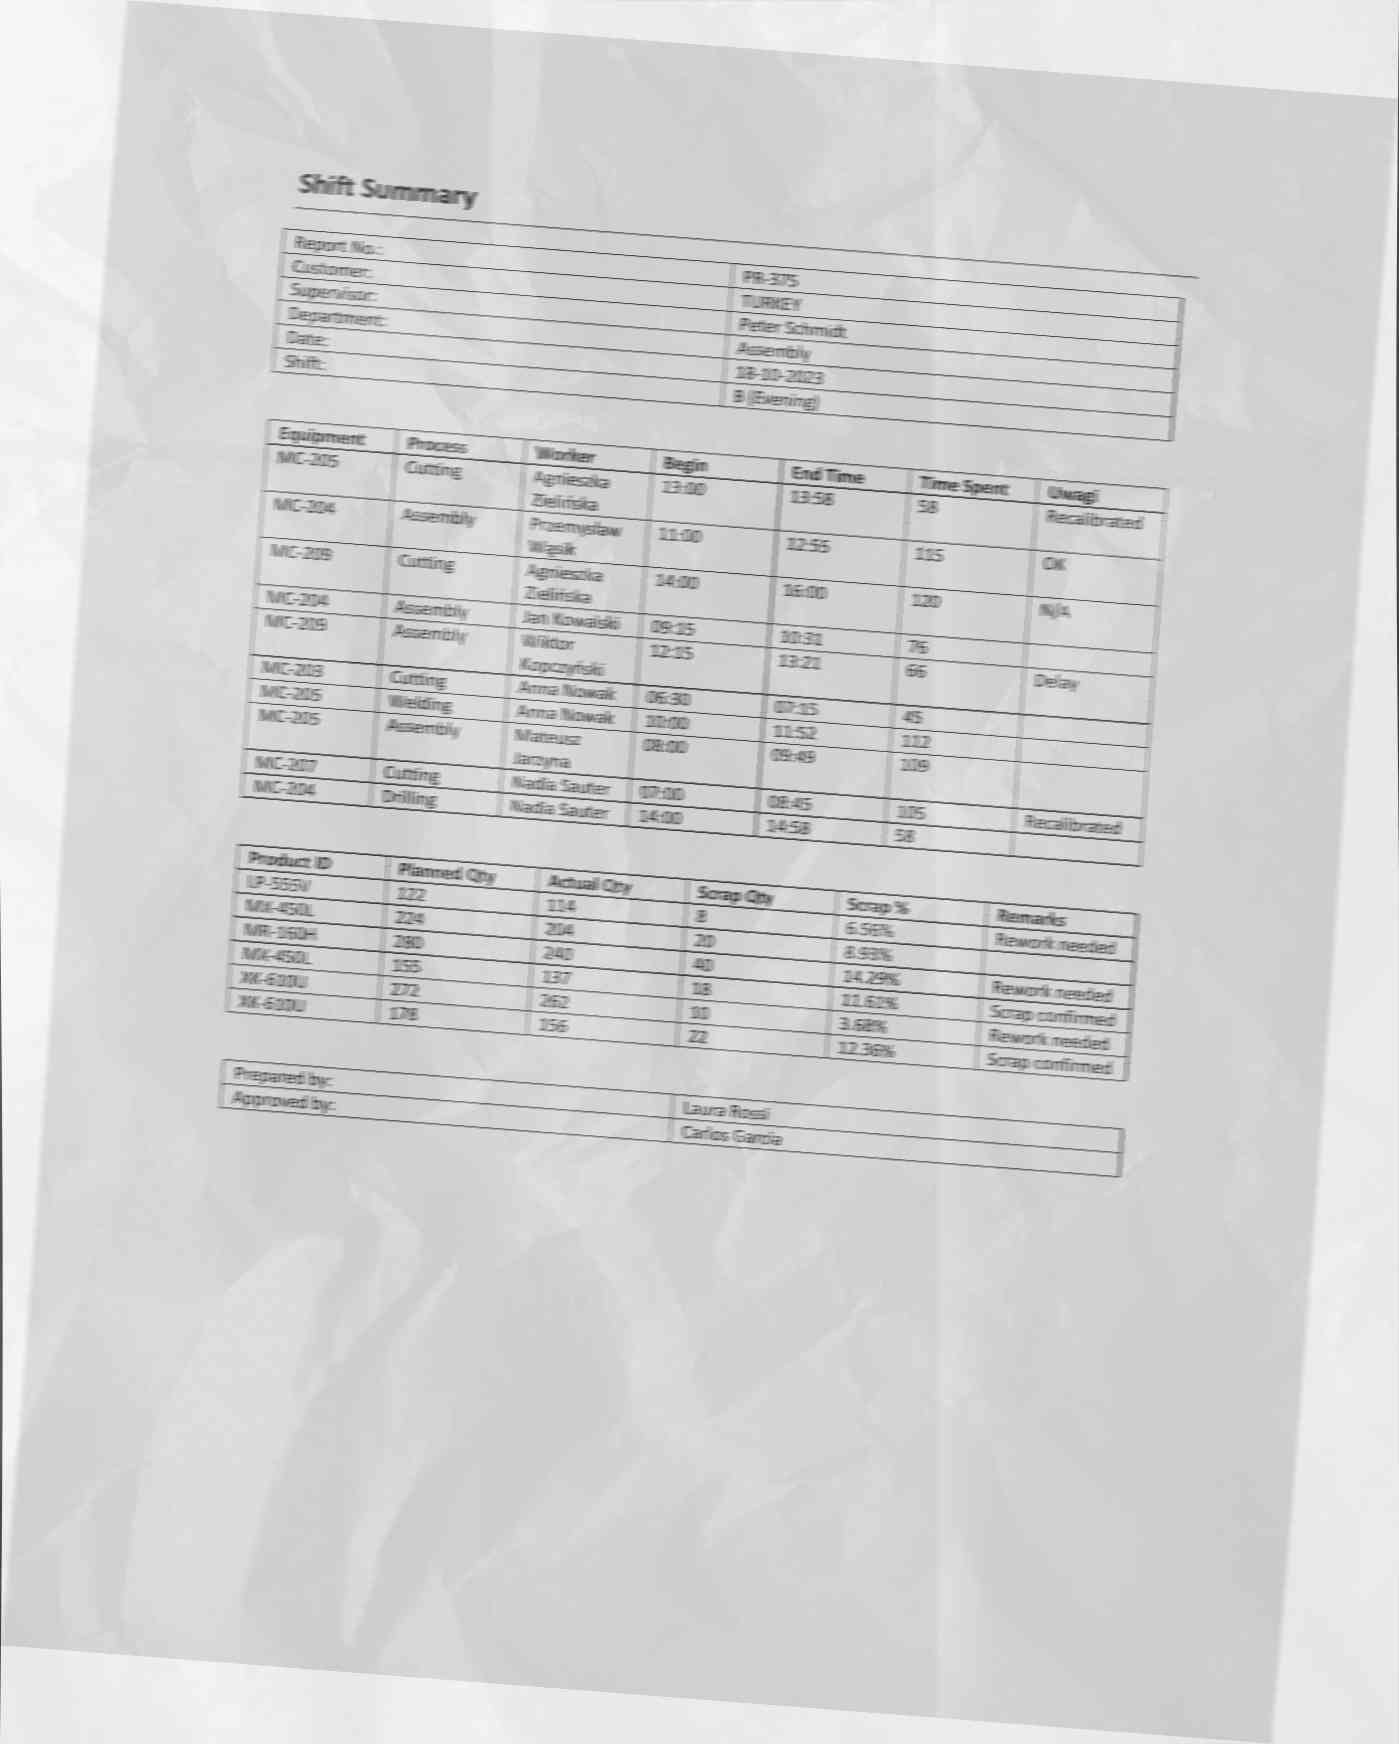 Shift Summary
Report No.: PR-375
Customer: TURKEY
Supervisor: Peter Schmidt
Department: Assembly
Date: 18-10-2023
Shift: B (Evening)
Equipment Process Worker Begin End Time Time Spent Uwagi
MC-205 Cutting Agnieszka Zielińska 13:00 13:58 58 Recalibrated
MC-204 Assembly Przemysław Wąsik 11:00 12:55 115 OK
MC-209 Cutting Agnieszka Zielińska 14:00 16:00 120 N/A
MC-204 Assembly Jan Kowalski 09:15 10:31 76
MC-209 Assembly Wiktor Kopczyński 12:15 13:21 66 Delay
MC-203 Cutting Anna Nowak 06:30 07:15 45
MC-205 Welding Anna Nowak 10:00 11:52 112
MC-205 Assembly Mateusz Jarzyna 08:00 09:49 109
MC-207 Cutting Nadia Sauter 07:00 08:45 105 Recalibrated
MC-204 Drilling Nadia Sauter 14:00 14:58 58
Product ID Planned Qty Actual Qty Scrap Qty Scrap % Remarks
LP-555V 122 114 8 6.56% Rework needed
MX-450L 224 204 20 8.93%
MR-160H 280 240 40 14.29% Rework needed
MX-450L 155 137 18 11.61% Scrap confirmed
XK-610U 272 262 10 3.68% Rework needed
XK-610U 178 156 22 12.36% Scrap confirmed
Prepared by: Laura Rossi
Approved by: Carlos Garcia